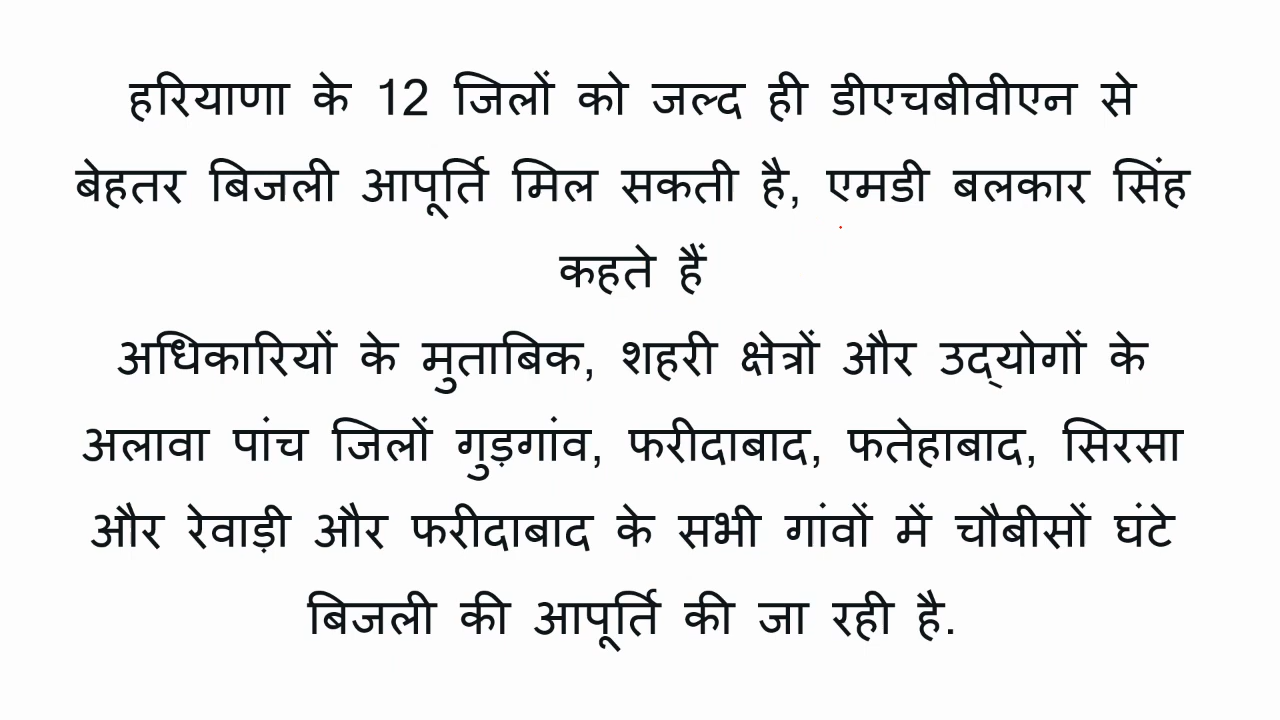 हरियाणा के 12 जिलों को जल्द ही डीएचबीवीएन से
बेहतर बिजली आपूर्ति मिल सकती है, एमडी बलकार सिंह
कहते हैं
अधिकारियों के मुताबिक, शहरी क्षेत्रों और उद्योगों के
अलावा पांच जिलों गुड़गांव, फरीदाबाद, फतेहाबाद, सिरसा
और रेवाड़ी और फरीदाबाद के सभी गांवों में चौबीसों घंटे
बिजली की आपूर्ति की जा रही है.